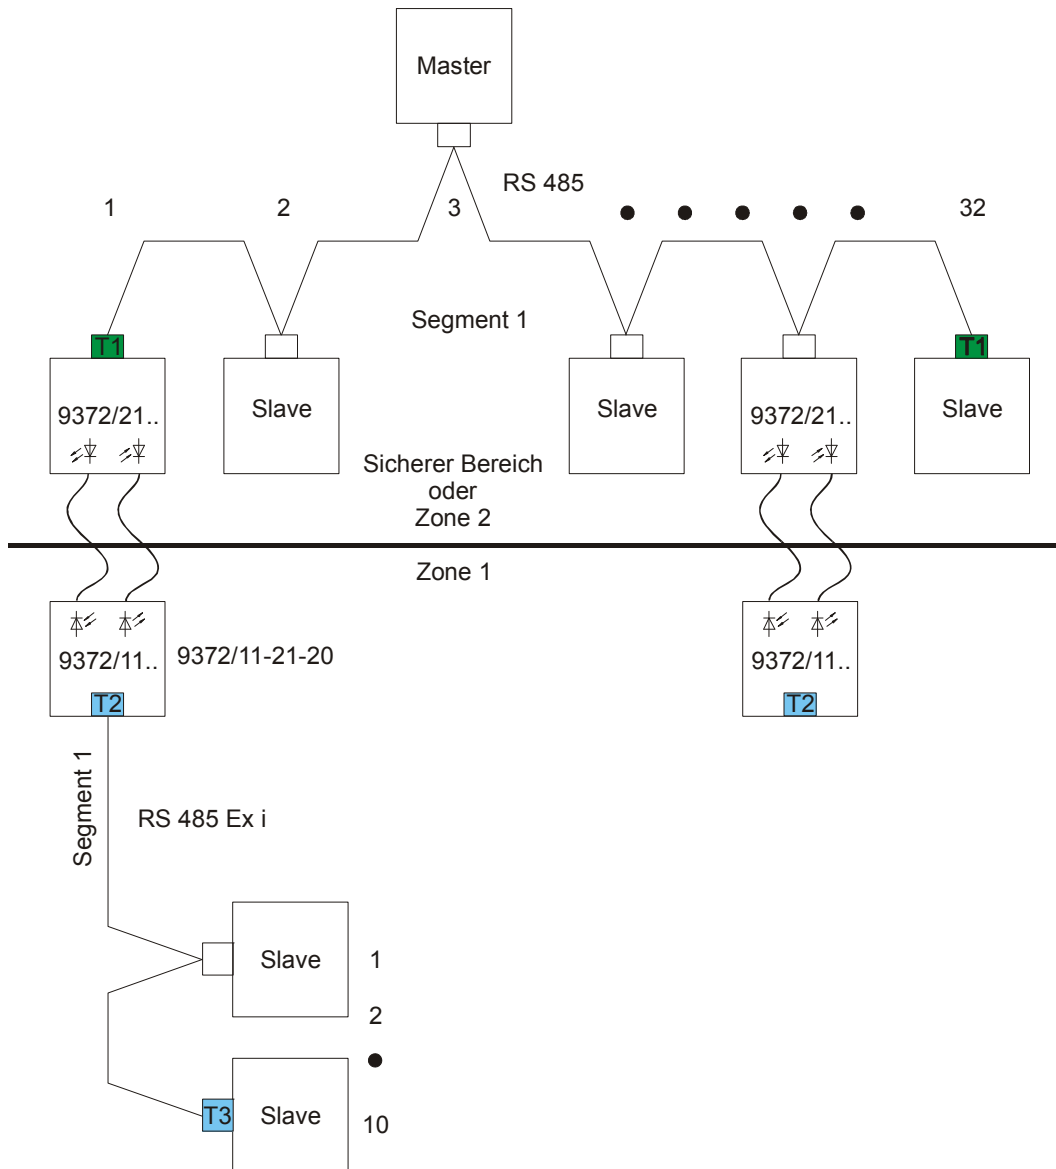 Master
RS 485
1
2
3
32
Segment 1
T1
T1
9372/21..
Slave
Slave
9372/21..
Slave
Sicherer Bereich
oder
Zone 2
Zone 1
9372/11..
T2
9372/11-21-20
9372/11..
T2
Segment 1
RS 485 Ex i
Slave
1
2
T3
Slave
10